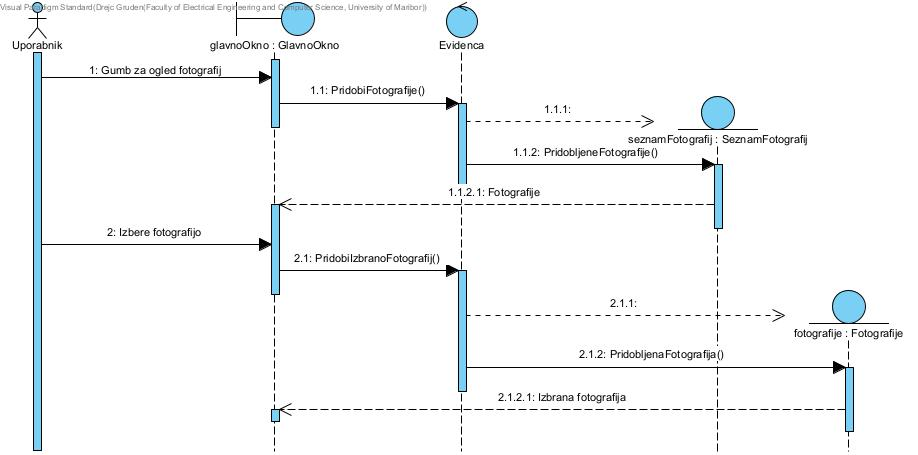 Visual Paradigm Standard(Drejc Gruden(Faculty of Electrical Engineering and Computer Science, University of Maribor))
Uporabnik
glavnoOkno : GlavnoOkno
Evidenca
1: Gumb za ogled fotografij
1.1: PridobiFotografije()
1.1.1:
seznamFotografij : SeznamFotografij
1.1.2: PridobljeneFotografije()
1.1.2.1: Fotografije
2: Izbere fotografijo
2.1: PridobiIzbranoFotografij()
2.1.1:
fotografije : Fotografije
2.1.2: PridobljenaFotografija()
2.1.2.1: Izbrana fotografija